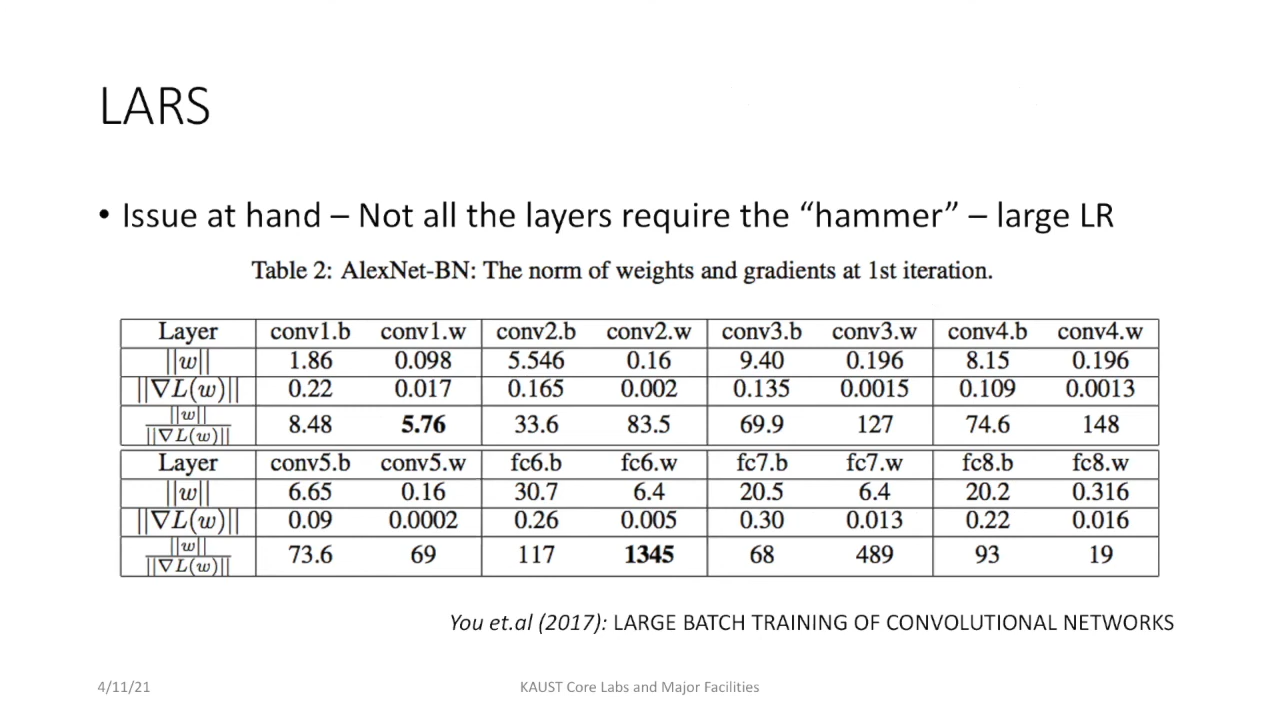 LARS
• Issue at hand – Not all the layers require the “hammer” – large LR
Table 2: AlexNet-BN: The norm of weights and gradients at 1st iteration.
Layer conv1.b conv1.w conv2.b conv2.w conv3.b conv3.w conv4.b conv4.w
||w|| 1.86 0.098 5.546 0.16 9.40 0.196 8.15 0.196
||∇L(w)|| 0.22 0.017 0.165 0.002 0.135 0.0015 0.109 0.0013
||w|| / ||∇L(w)|| 8.48 5.76 33.6 83.5 69.9 127 74.6 148
Layer conv5.b conv5.w fc6.b fc6.w fc7.b fc7.w fc8.b fc8.w
||w|| 6.65 0.16 30.7 6.4 20.5 6.4 20.2 0.316
||∇L(w)|| 0.09 0.0002 0.26 0.005 0.30 0.013 0.22 0.016
||w|| / ||∇L(w)|| 73.6 69 117 1345 68 489 93 19
You et.al (2017): LARGE BATCH TRAINING OF CONVOLUTIONAL NETWORKS
4/11/21 KAUST Core Labs and Major Facilities